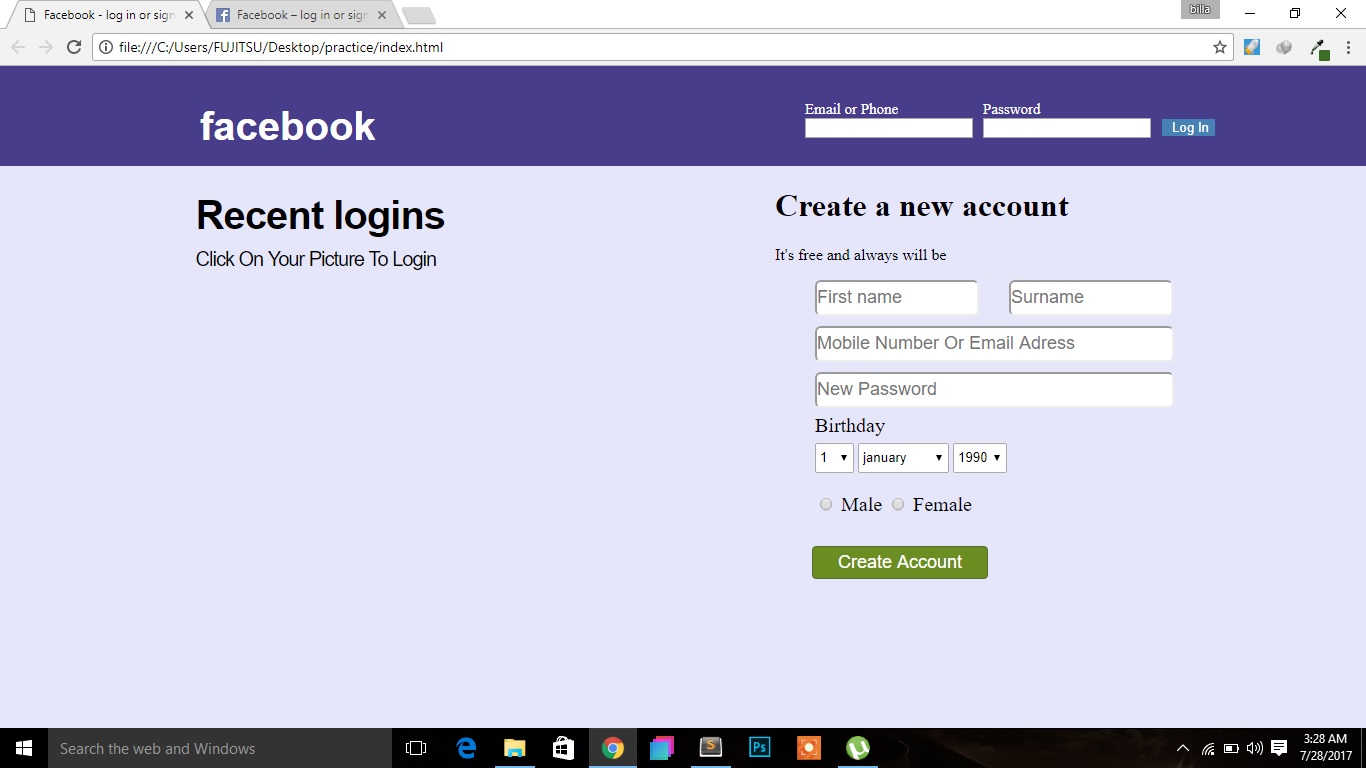 Facebook - log in or sign
Facebook – log in or sign
billa
file:///C:/Users/FUJITSU/Desktop/practice/index.html
facebook
Email or Phone
Password
Log In
Recent logins
Click On Your Picture To Login
Create a new account
It's free and always will be
First name
Surname
Mobile Number Or Email Adress
New Password
Birthday
1
january
1990
Male
Female
Create Account
Search the web and Windows
S
Ps
3:28 AM
7/28/2017